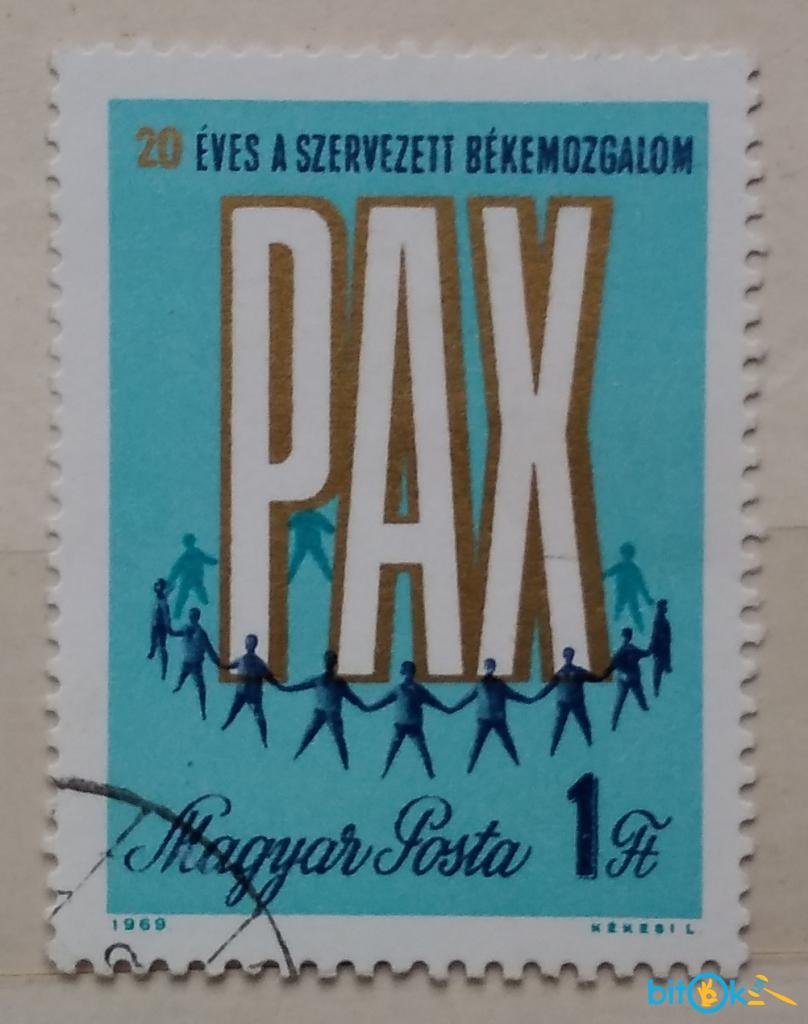 20 ÉVES A SZERVEZETT BÉKEMOZGALOM
PAX
Magyar Posta 1 Ft
1969 KÉKESI L
bitOk